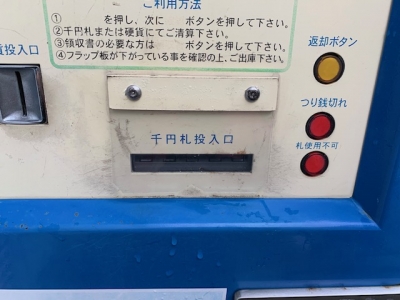 ご利用方法
① を押し、次に ボタンを押して下さい。
②千円札または硬貨にてご清算下さい。
③領収書の必要な方は ボタンを押して下さい。
④フラップ板が下がっている事を確認の上、ご出庫下さい。
投入口
返却ボタン
つり銭切れ
千円札投入口
札使用不可